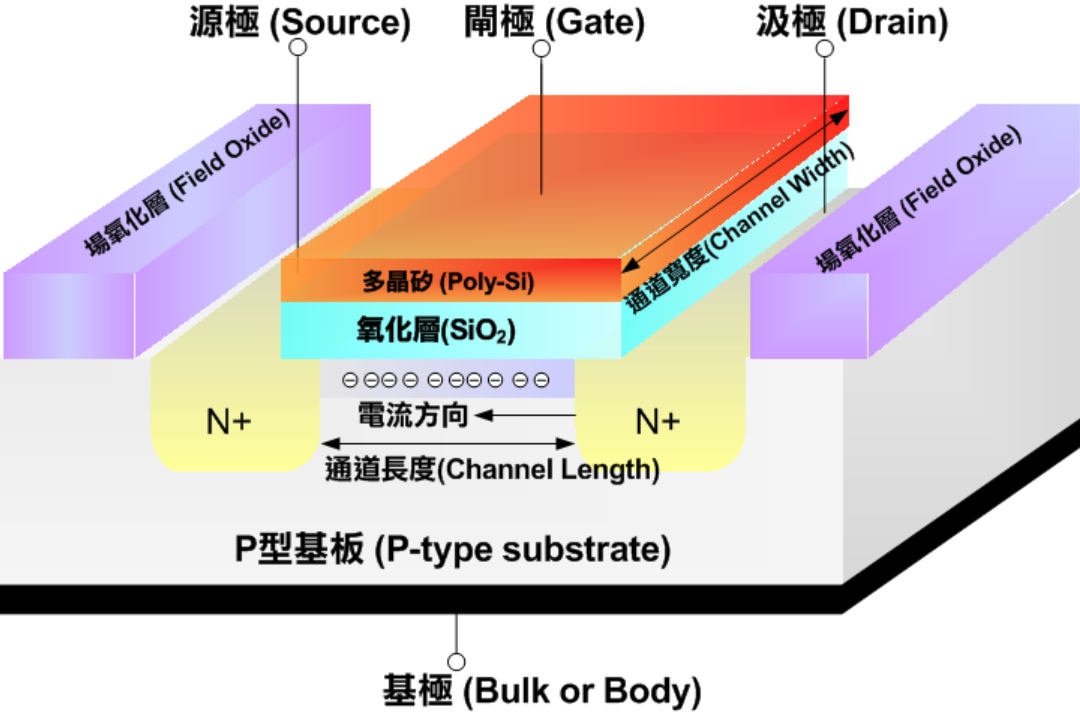 源極 (Source)
閘極 (Gate)
汲極 (Drain)
場氧化層 (Field Oxide)
通道寬度(Channel Width)
場氧化層 (Field Oxide)
多晶矽 (Poly-Si)
氧化層(SiO₂)
N+
電流方向
N+
通道長度(Channel Length)
P型基板 (P-type substrate)
基極 (Bulk or Body)